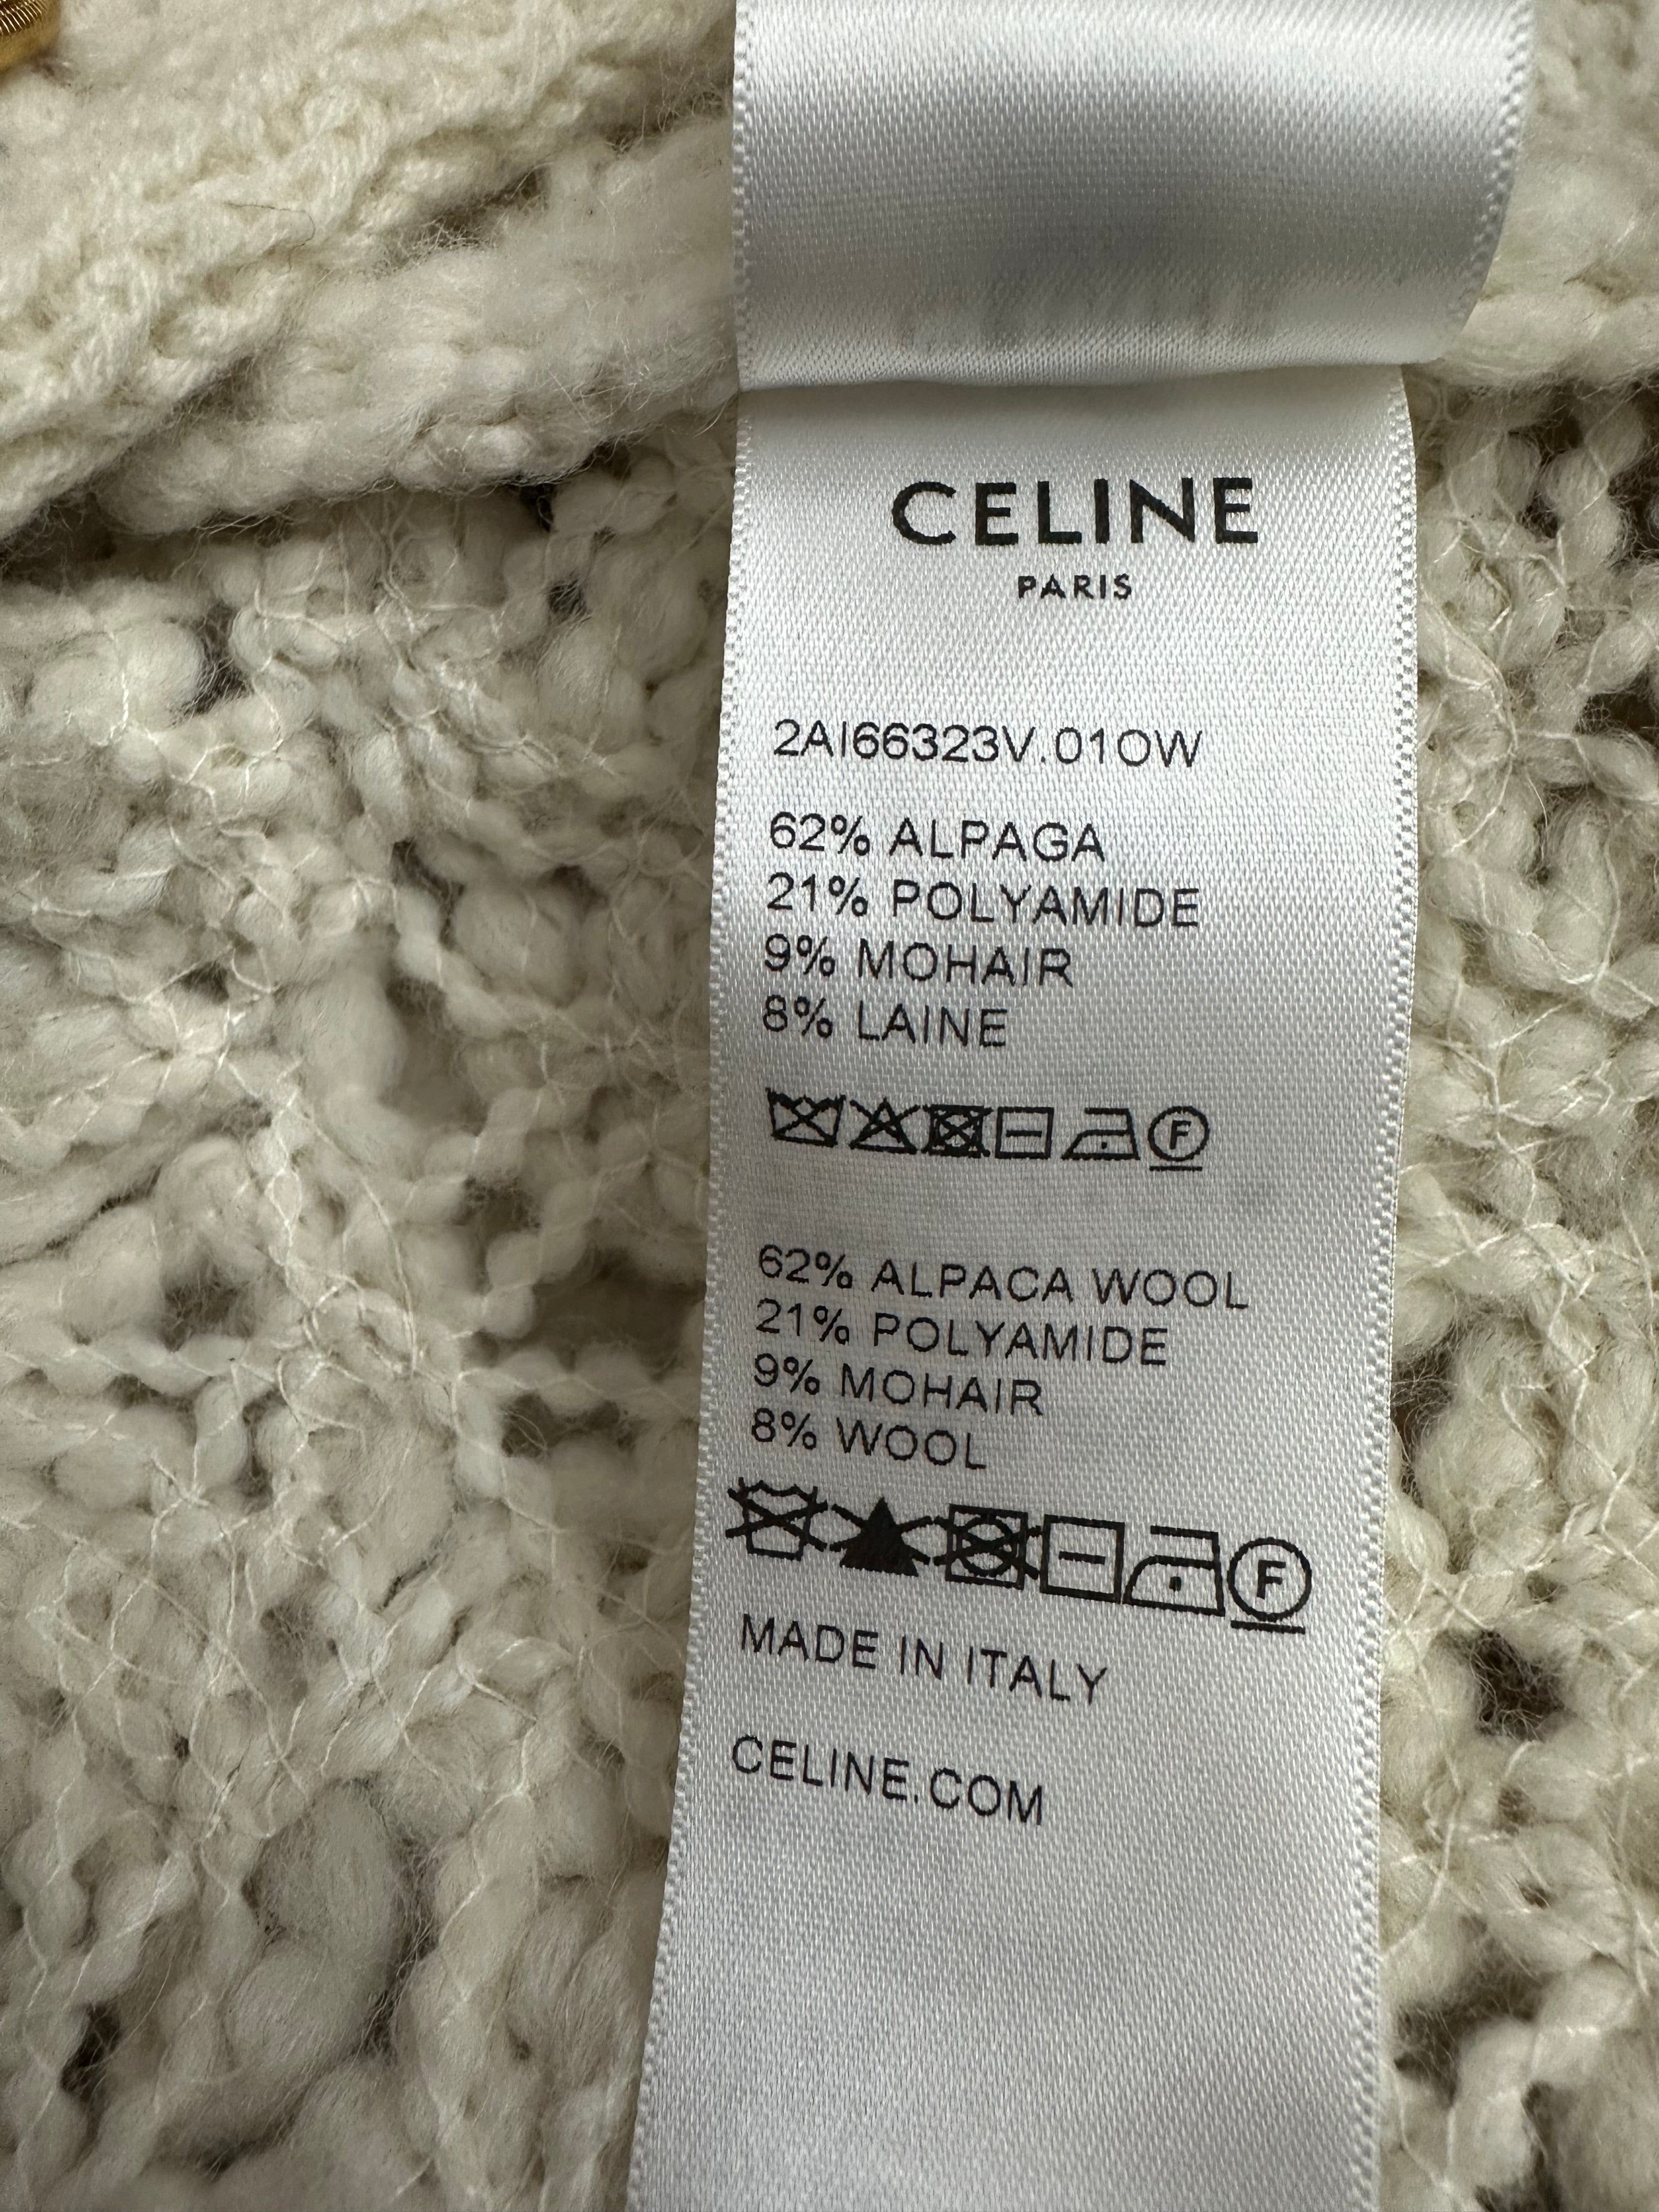 CELINE
PARIS
2AI66323V.01OW
62% ALPAGA
21% POLYAMIDE
9% MOHAIR
8% LAINE
F
62% ALPACA WOOL
21% POLYAMIDE
9% MOHAIR
8% WOOL
F
MADE IN ITALY
CELINE.COM